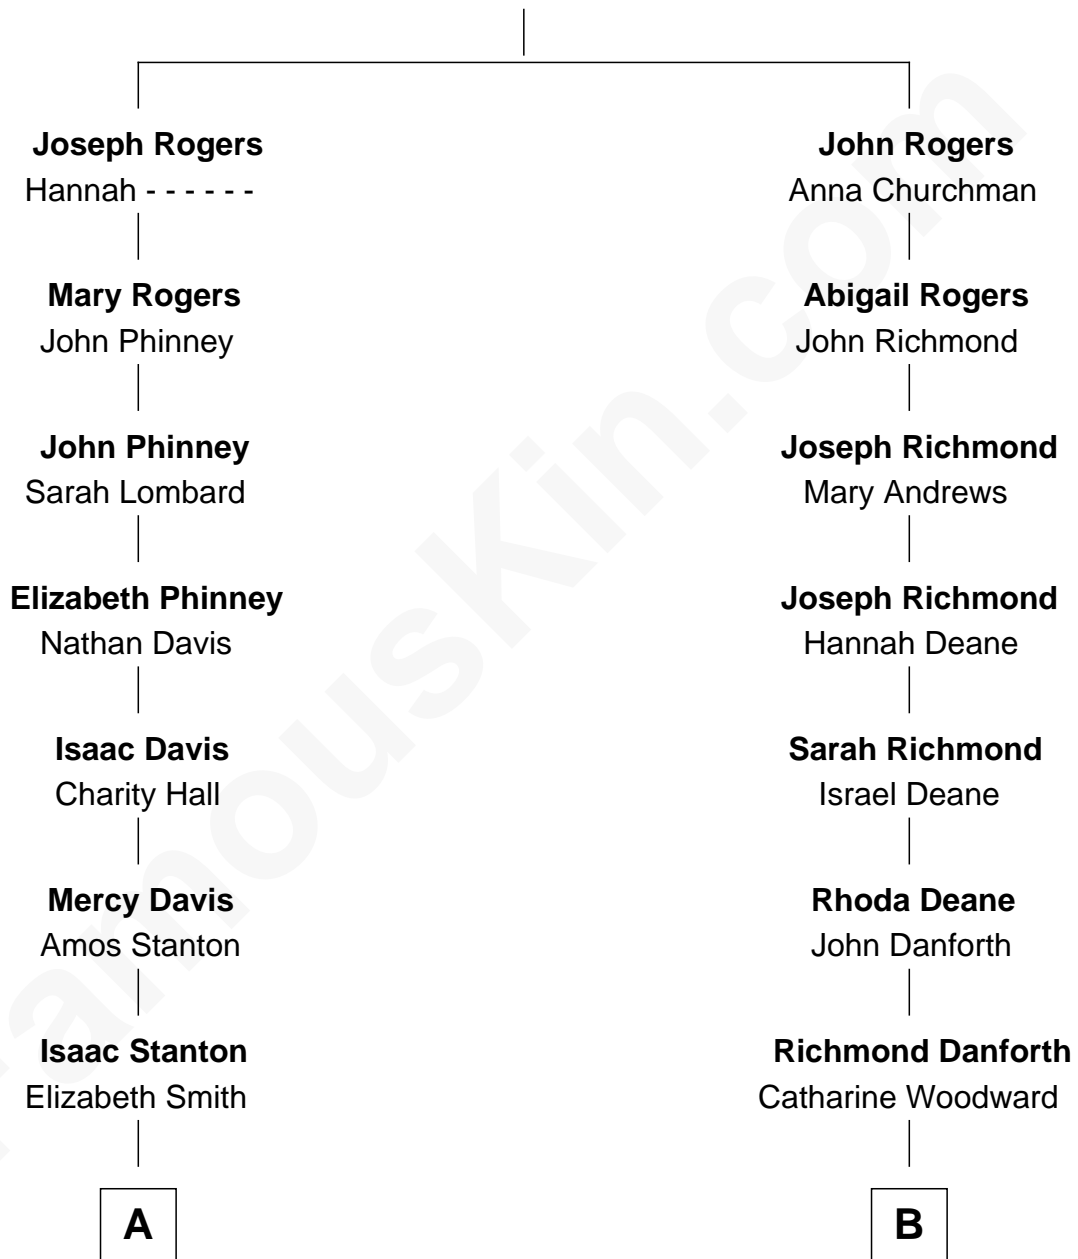 Joseph Rogers
Hannah - - - - - -
Mary Rogers
John Phinney
John Phinney
Sarah Lombard
Elizabeth Phinney
Nathan Davis
Isaac Davis
Charity Hall
Mercy Davis
Amos Stanton
Isaac Stanton
Elizabeth Smith
A
John Rogers
Anna Churchman
Abigail Rogers
John Richmond
Joseph Richmond
Mary Andrews
Joseph Richmond
Hannah Deane
Sarah Richmond
Israel Deane
Rhoda Deane
John Danforth
Richmond Danforth
Catharine Woodward
B
FamousKin.com